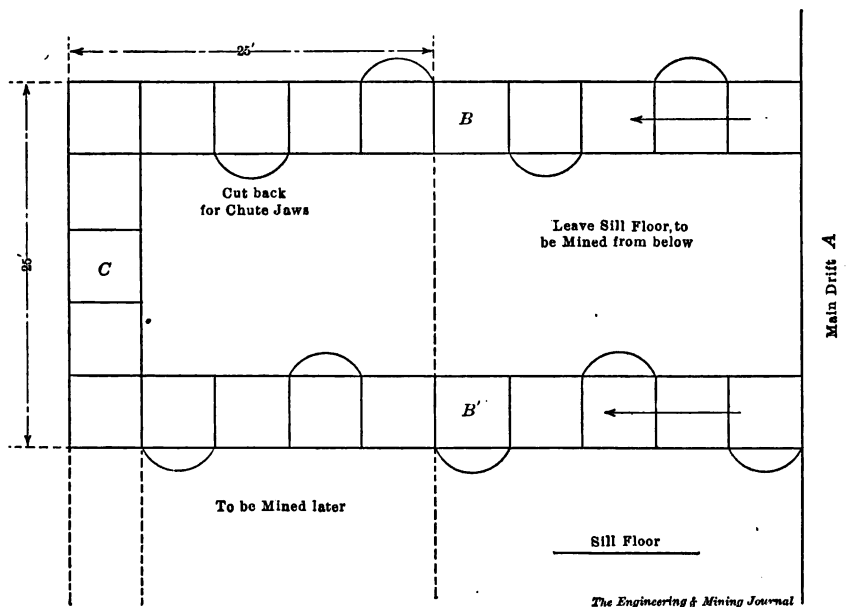 25'
B
Cut back
for Chute Jaws
Leave Sill Floor, to
be Mined from below
25'
C
Main Drift A
B'
To be Mined later
Sill Floor
The Engineering & Mining Journal